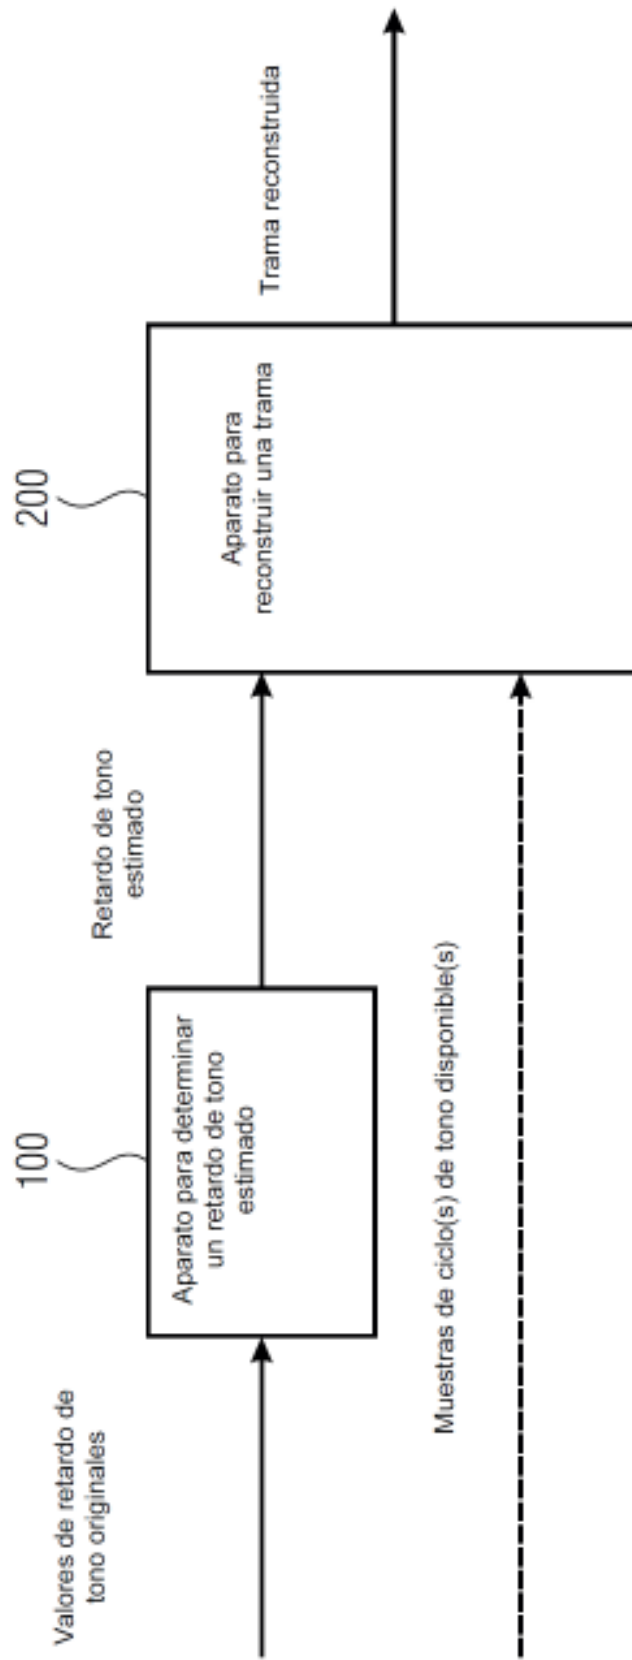 Valores de retardo de
tono originales
100
Aparato para determinar
un retardo de tono
estimado
Retardo de tono
estimado
Muestras de ciclo(s) de tono disponible(s)
200
Aparato para
reconstruir una trama
Trama reconstruida